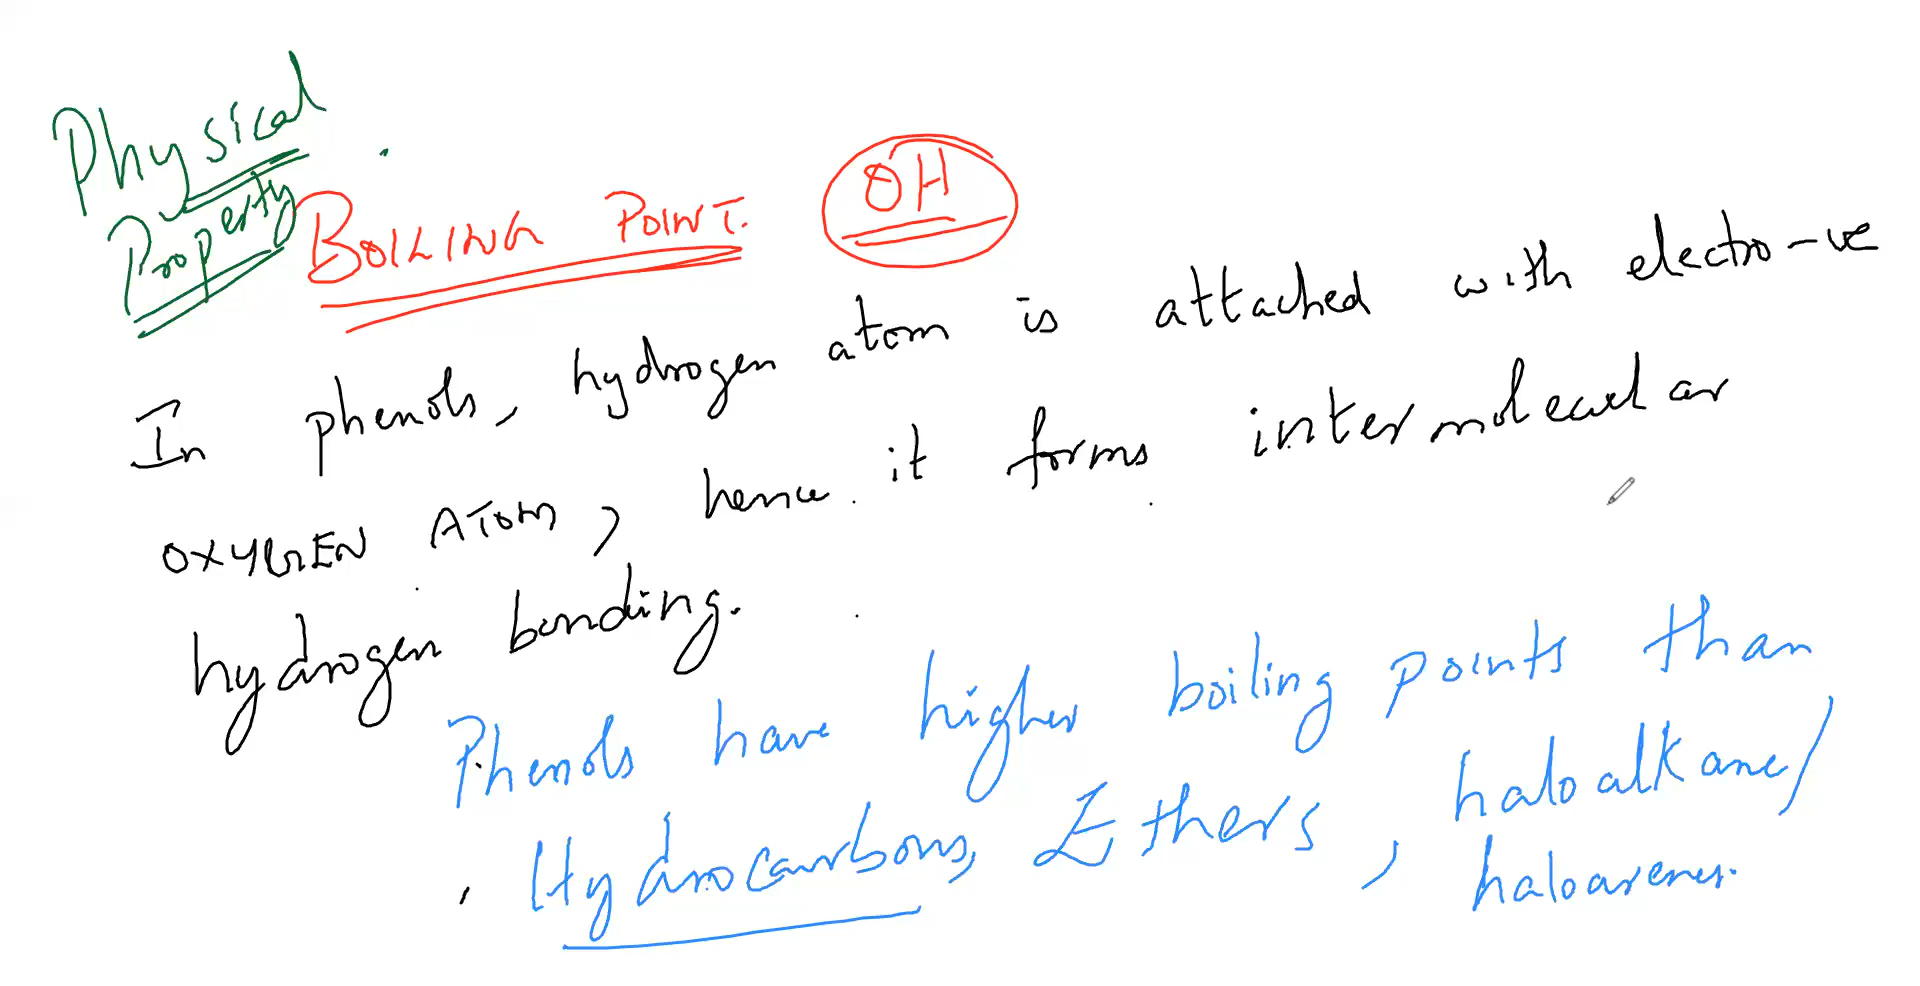 Physical
Property
BOILING POINT.
OH
In phenols, hydrogen atom is attached with electro-ve
OXYGEN ATOM, hence it forms intermolecular
hydrogen bonding.
Phenols have higher boiling points than
Hydrocarbons, Ethers, haloalkane/
haloarenes.